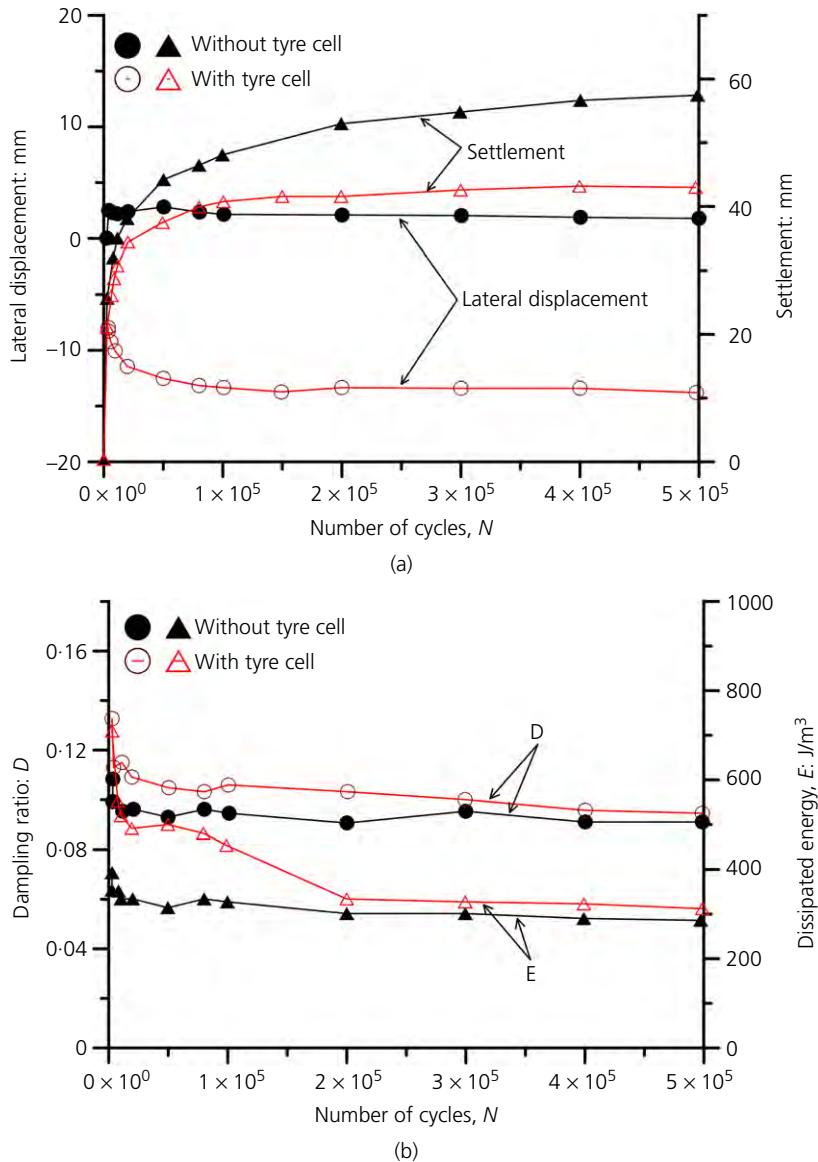 20
10
0
−10
−20
Lateral displacement: mm
Without tyre cell
With tyre cell
Settlement
Lateral displacement
60
40
20
0
Settlement: mm
0 × 10⁰
1 × 10⁵
2 × 10⁵
3 × 10⁵
4 × 10⁵
5 × 10⁵
Number of cycles, N
(a)
0·16
0·12
0·08
0·04
0
Dampling ratio: D
Without tyre cell
With tyre cell
D
E
1000
800
600
400
200
0
Dissipated energy, E: J/m³
0 × 10⁰
1 × 10⁵
2 × 10⁵
3 × 10⁵
4 × 10⁵
5 × 10⁵
Number of cycles, N
(b)